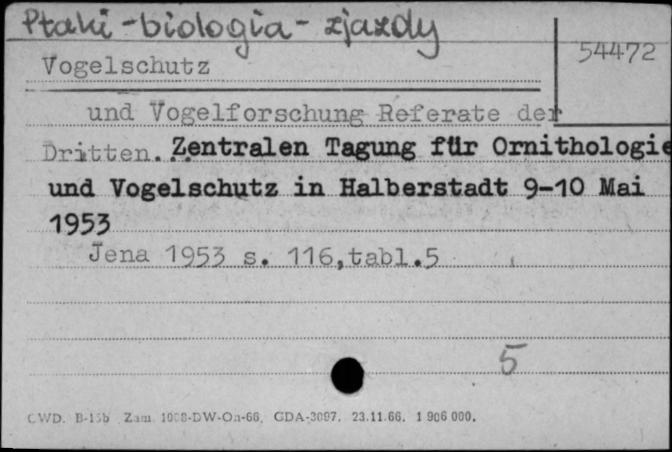 Ptaki - biologia - zjazdy
54472
Vogelschutz
und Vogelforschung Referate der
Dritten... Zentralen Tagung für Ornithologie
und Vogelschutz in Halberstadt 9-10 Mai
1953
Jena 1953 s. 116,tabl.5
5
CWD. B-15b Zam. 1008-DW-On-66. GDA-3097. 23.11.66. 1 906 000.